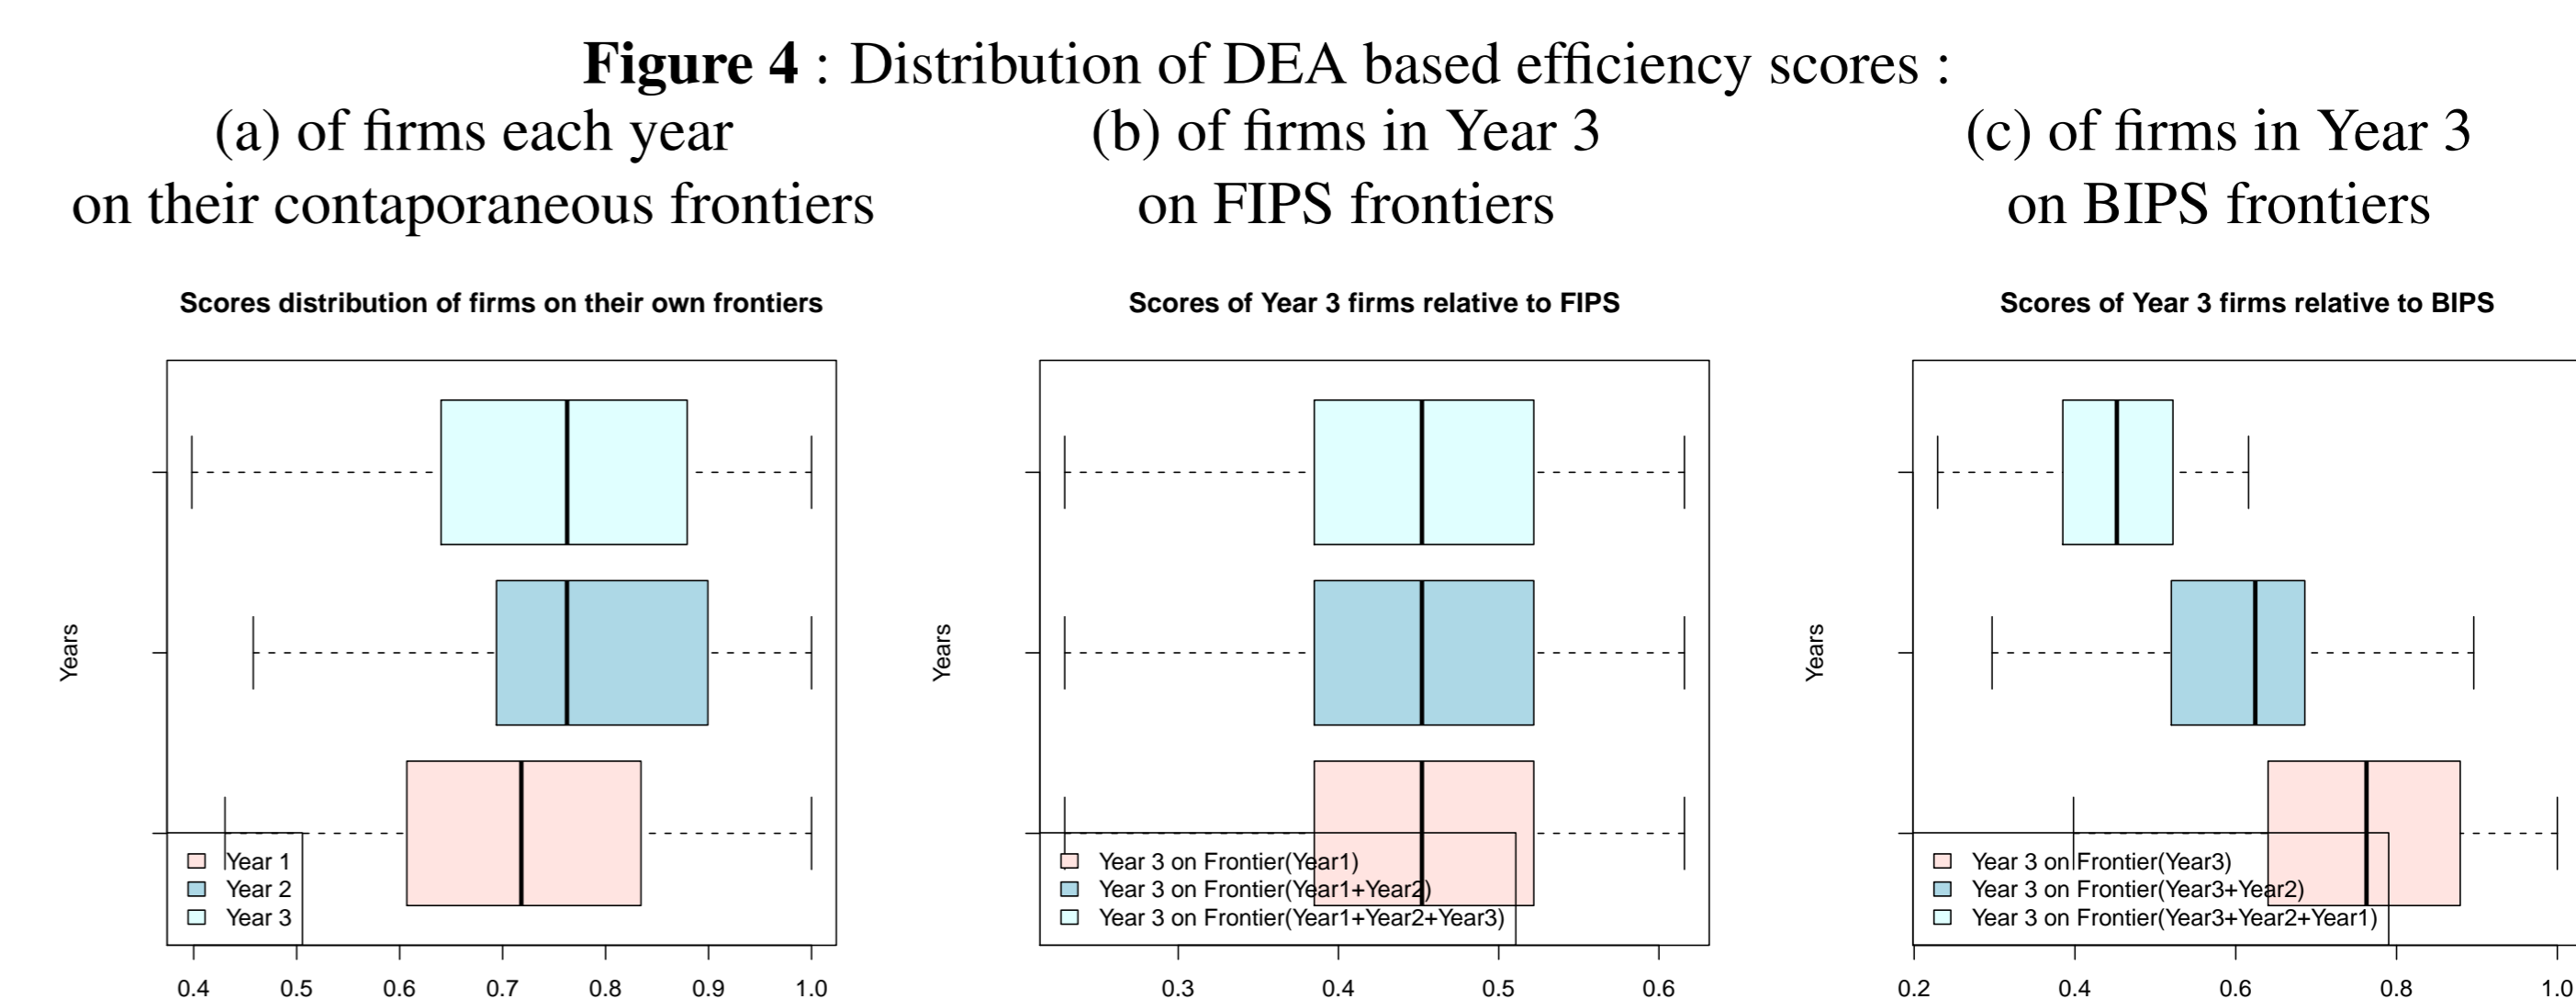 Figure 4 : Distribution of DEA based efficiency scores :
(a) of firms each year
on their contaporaneous frontiers
(b) of firms in Year 3
on FIPS frontiers
(c) of firms in Year 3
on BIPS frontiers
Scores distribution of firms on their own frontiers
Years
Year 1
Year 2
Year 3
0.4 0.5 0.6 0.7 0.8 0.9 1.0
Scores of Year 3 firms relative to FIPS
Years
Year 3 on Frontier(Year1)
Year 3 on Frontier(Year1+Year2)
Year 3 on Frontier(Year1+Year2+Year3)
0.3 0.4 0.5 0.6
Scores of Year 3 firms relative to BIPS
Years
Year 3 on Frontier(Year3)
Year 3 on Frontier(Year3+Year2)
Year 3 on Frontier(Year3+Year2+Year1)
0.2 0.4 0.6 0.8 1.0